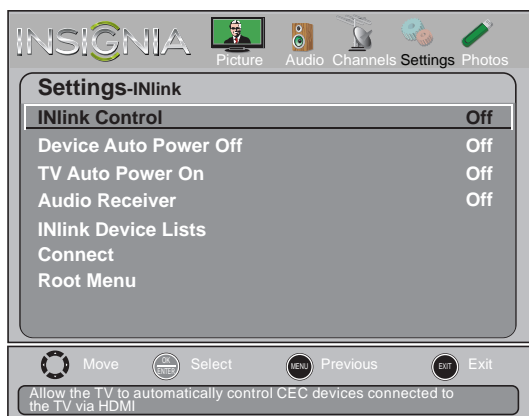 INSIGNIA
Picture Audio Channels Settings Photos
Settings-INlink
INlink Control Off
Device Auto Power Off Off
TV Auto Power On Off
Audio Receiver Off
INlink Device Lists
Connect
Root Menu
Move OK ENTER Select MENU Previous EXIT Exit
Allow the TV to automatically control CEC devices connected to
the TV via HDMI